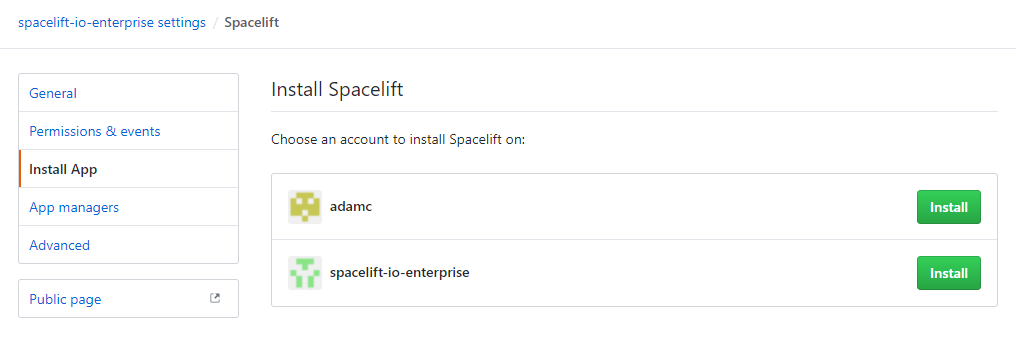 spacelift-io-enterprise settings / Spacelift
General
Permissions & events
Install App
App managers
Advanced
Public page
Install Spacelift
Choose an account to install Spacelift on:
adamc Install
spacelift-io-enterprise Install